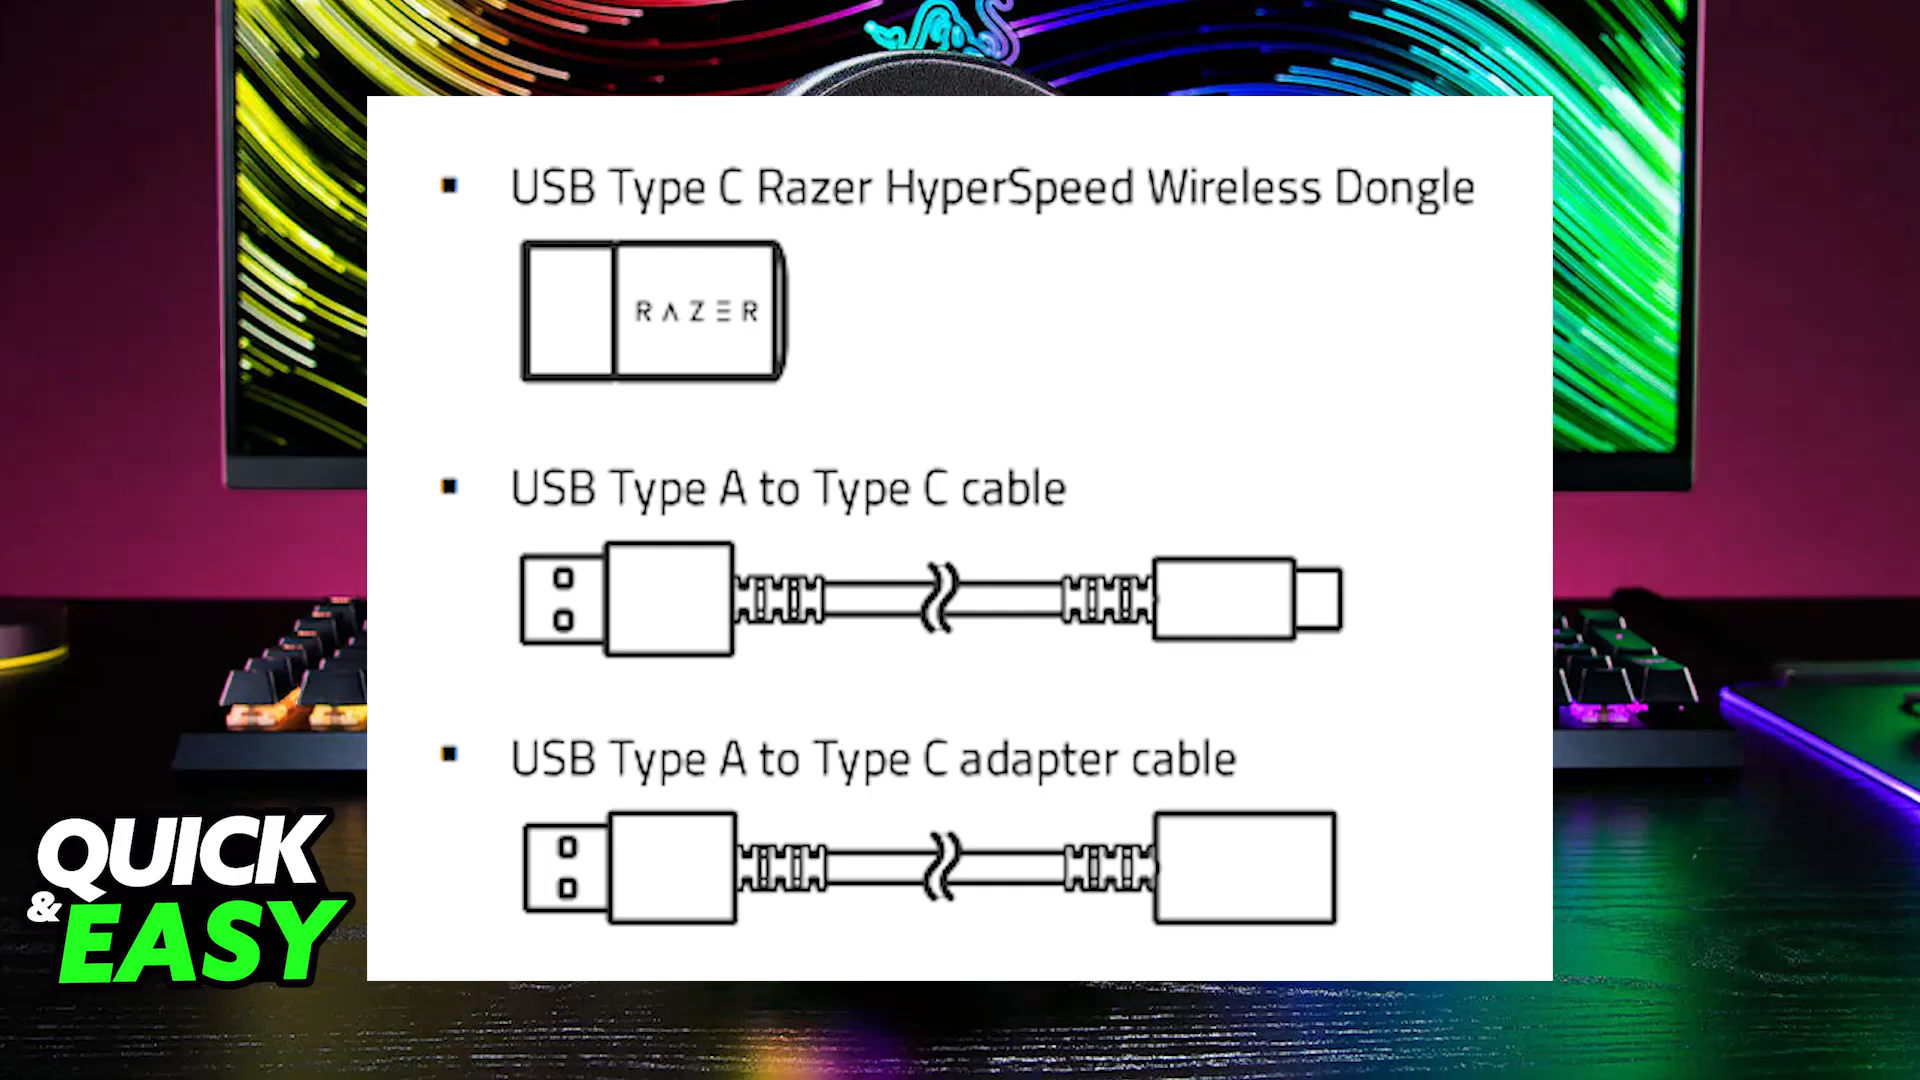 USB Type C Razer HyperSpeed Wireless Dongle
RAZER
USB Type A to Type C cable
USB Type A to Type C adapter cable
QUICK
& EASY